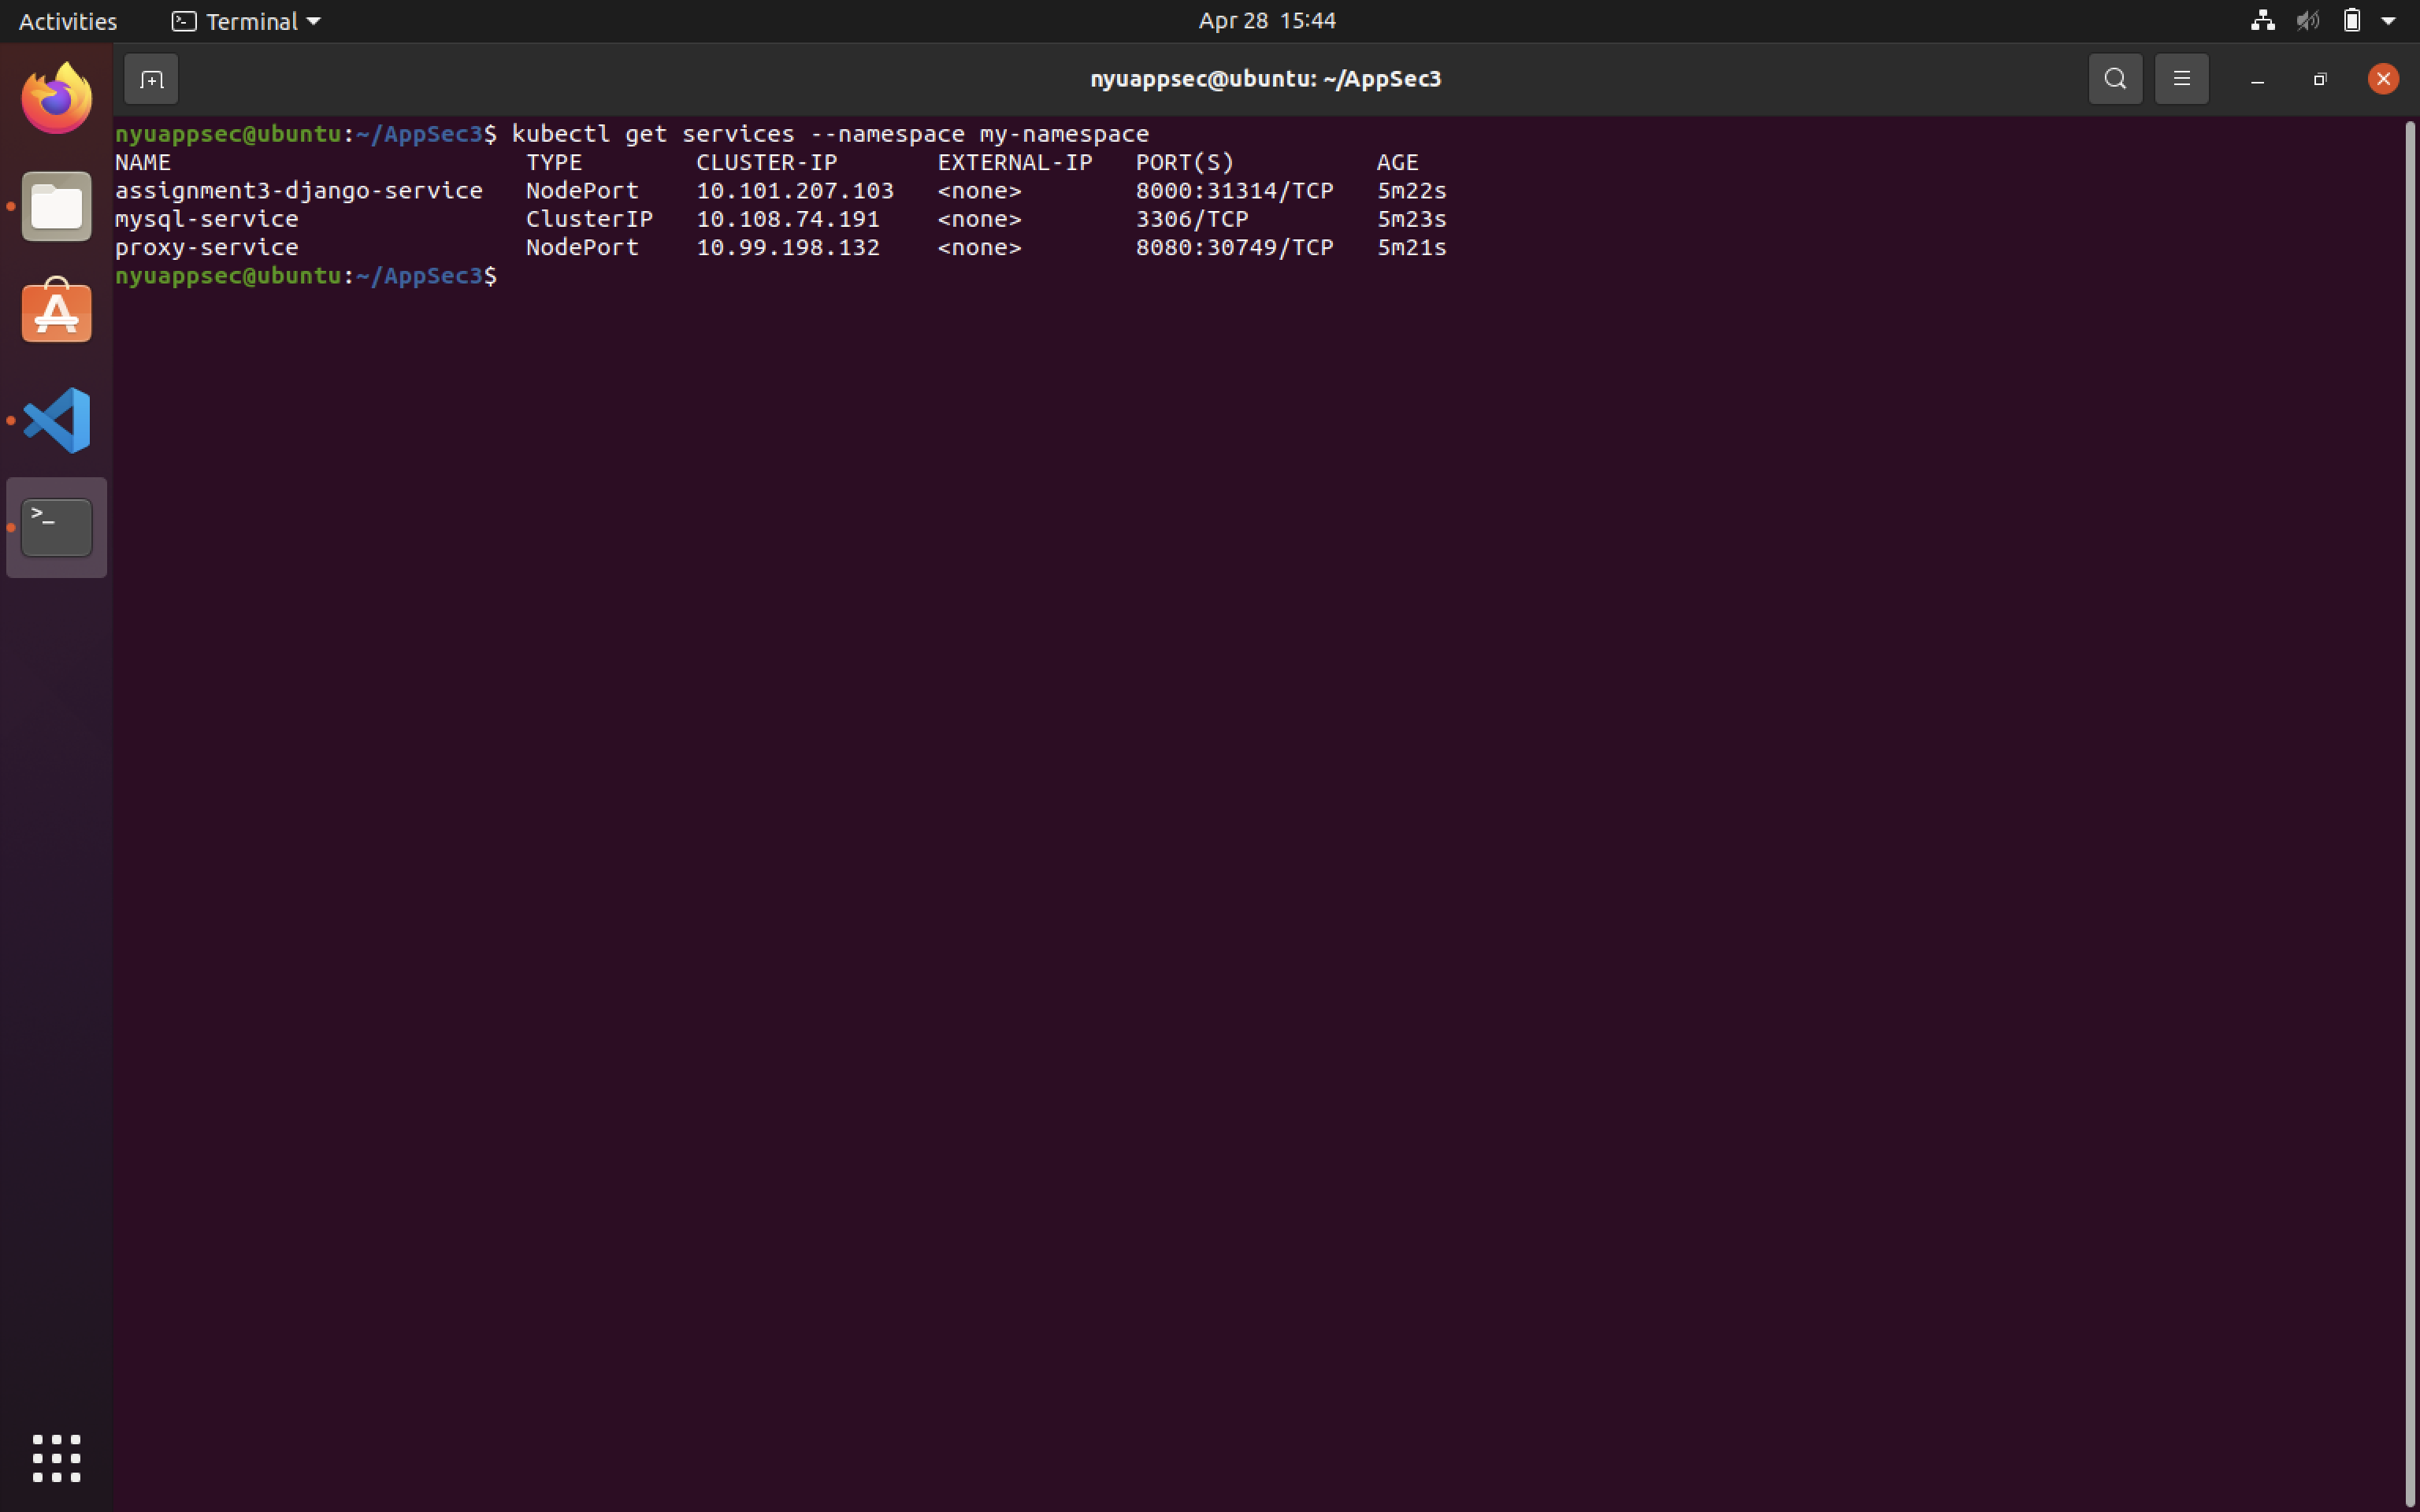 Activities Terminal Apr 28 15:44
nyuappsec@ubuntu: ~/AppSec3
nyuappsec@ubuntu:~/AppSec3$ kubectl get services --namespace my-namespace
NAME TYPE CLUSTER-IP EXTERNAL-IP PORT(S) AGE
assignment3-django-service NodePort 10.101.207.103 <none> 8000:31314/TCP 5m22s
mysql-service ClusterIP 10.108.74.191 <none> 3306/TCP 5m23s
proxy-service NodePort 10.99.198.132 <none> 8080:30749/TCP 5m21s
nyuappsec@ubuntu:~/AppSec3$